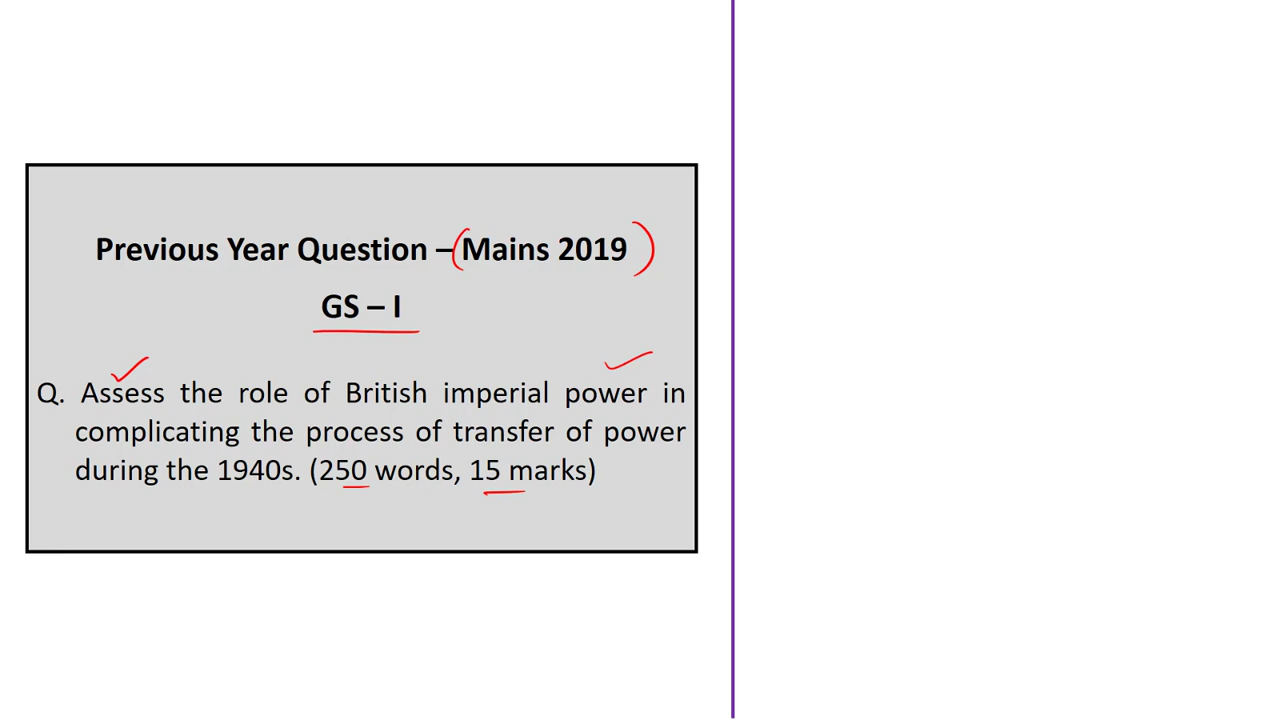 Previous Year Question – (Mains 2019)
GS – I
Q. Assess the role of British imperial power in
complicating the process of transfer of power
during the 1940s. (250 words, 15 marks)